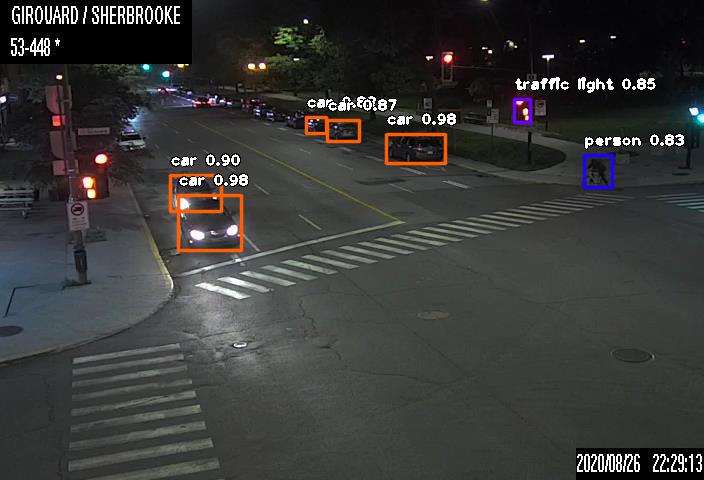 GIROUARD / SHERBROOKE
53-448 *
traffic light 0.85
car 0.87
car 0.98
person 0.83
car 0.90
car 0.98
2020/08/26 22:29:13